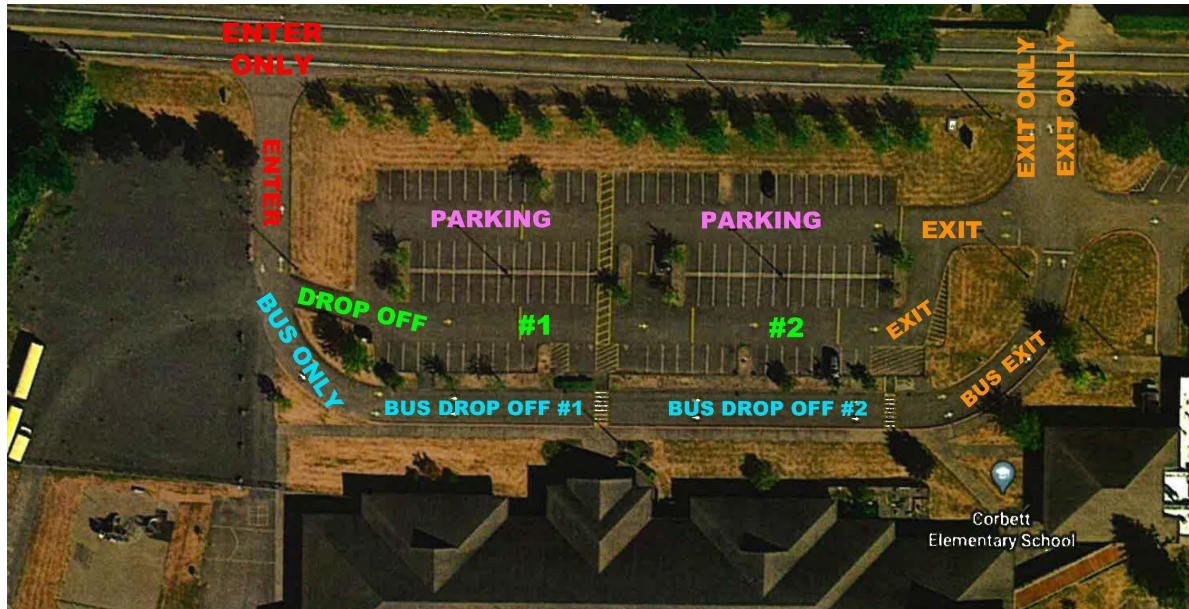 ENTER
ONLY
EXIT ONLY
EXIT ONLY
ENTER
PARKING
PARKING
EXIT
DROP OFF
#1
#2
EXIT
BUS ONLY
BUS EXIT
BUS DROP OFF #1
BUS DROP OFF #2
Corbett
Elementary School